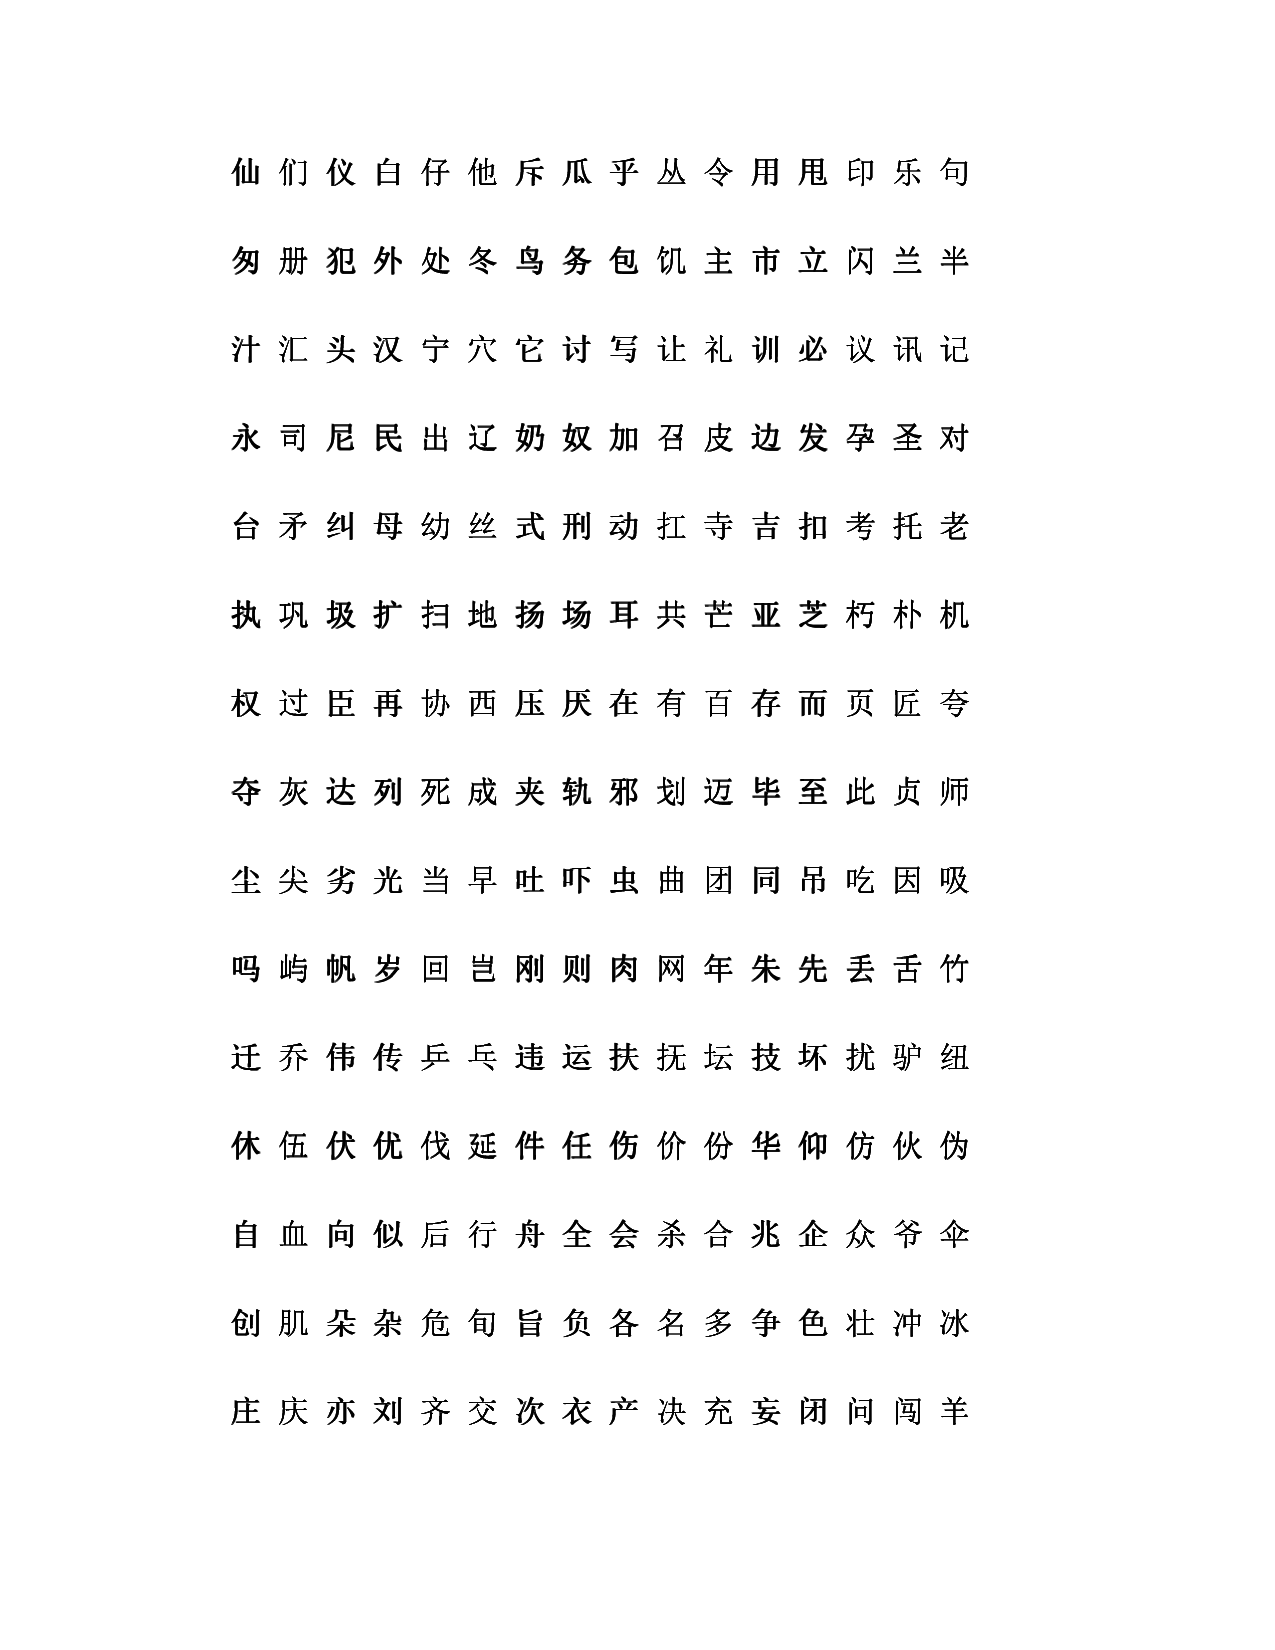 仙 们 仪 白 仔 他 斥 瓜 乎 丛 令 用 甩 印 乐 句
匆 册 犯 外 处 冬 鸟 务 包 饥 主 市 立 闪 兰 半
汁 汇 头 汉 宁 穴 它 讨 写 让 礼 训 必 议 讯 记
永 司 尼 民 出 辽 奶 奴 加 召 皮 边 发 孕 圣 对
台 矛 纠 母 幼 丝 式 刑 动 扛 寺 吉 扣 考 托 老
执 巩 圾 扩 扫 地 扬 场 耳 共 芒 亚 芝 朽 朴 机
权 过 臣 再 协 西 压 厌 在 有 百 存 而 页 匠 夸
夺 灰 达 列 死 成 夹 轨 邪 划 迈 毕 至 此 贞 师
尘 尖 劣 光 当 早 吐 吓 虫 曲 团 同 吊 吃 因 吸
吗 屿 帆 岁 回 岂 刚 则 肉 网 年 朱 先 丢 舌 竹
迁 乔 伟 传 乒 乓 违 运 扶 抚 坛 技 坏 扰 驴 纽
休 伍 伏 优 伐 延 件 任 伤 价 份 华 仰 仿 伙 伪
自 血 向 似 后 行 舟 全 会 杀 合 兆 企 众 爷 伞
创 肌 朵 杂 危 旬 旨 负 各 名 多 争 色 壮 冲 冰
庄 庆 亦 刘 齐 交 次 衣 产 决 充 妄 闭 问 闯 羊